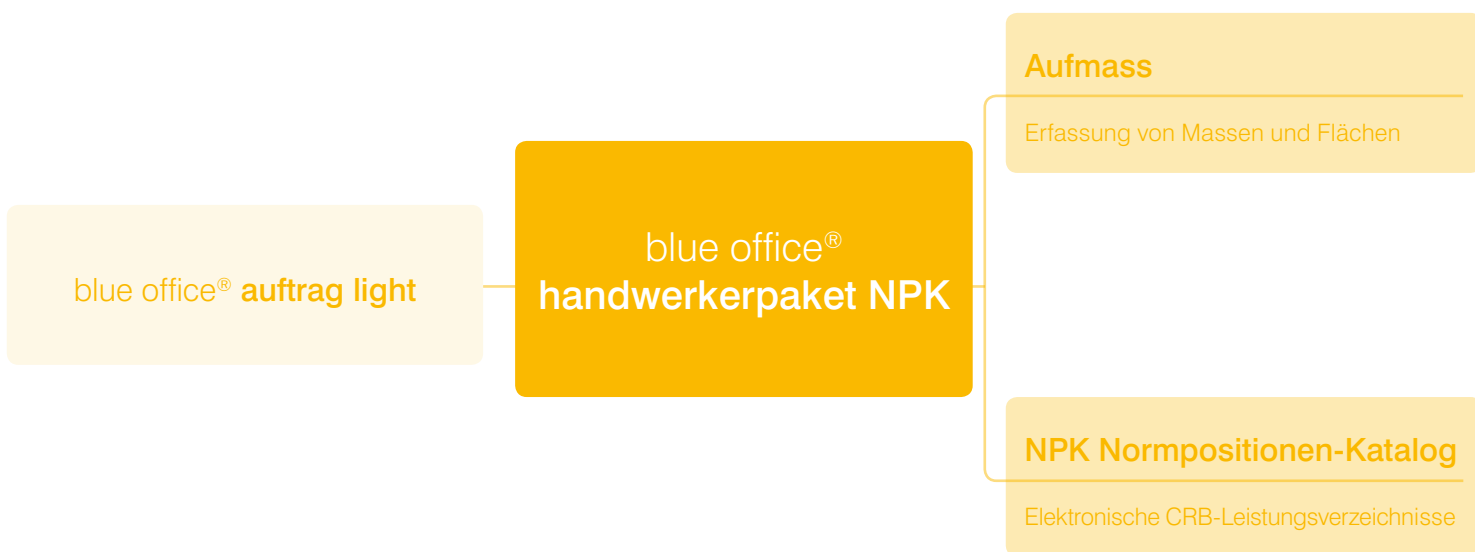 blue office® auftrag light
blue office®
handwerkerpaket NPK
Aufmass
Erfassung von Massen und Flächen
NPK Normpositionen-Katalog
Elektronische CRB-Leistungsverzeichnisse